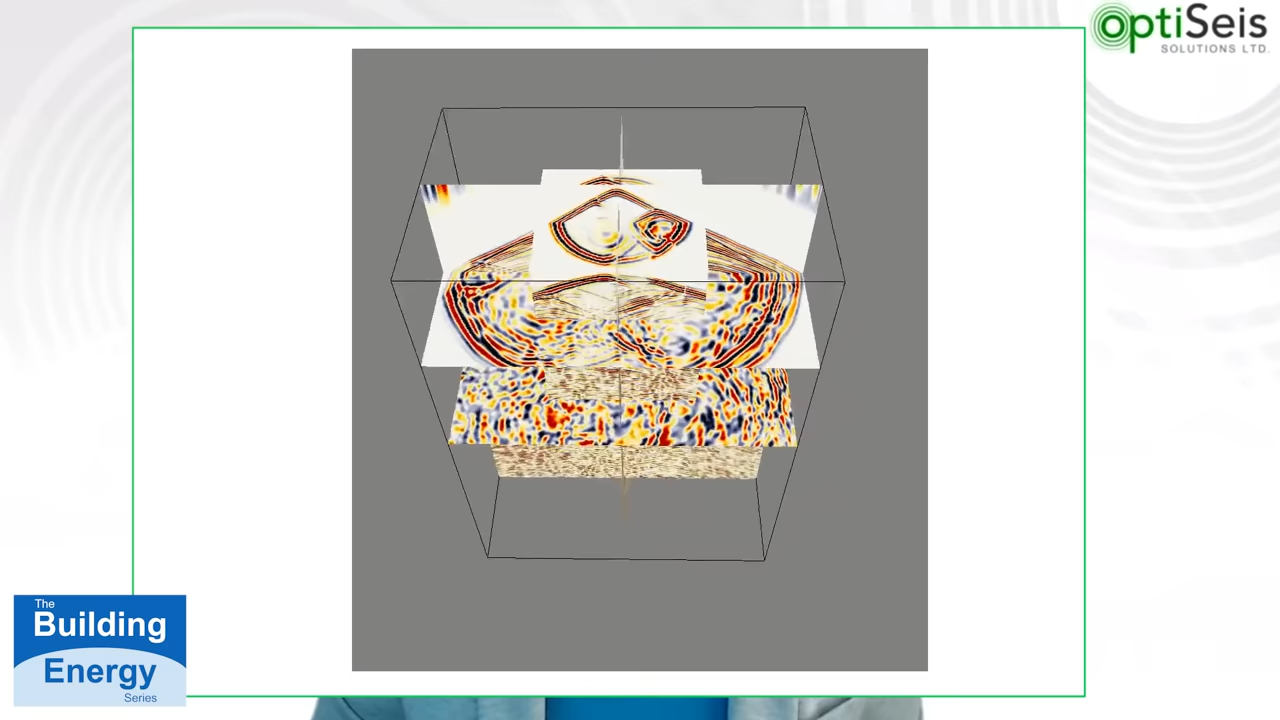 optiSeis
SOLUTIONS LTD.
The
Building
Energy
Series